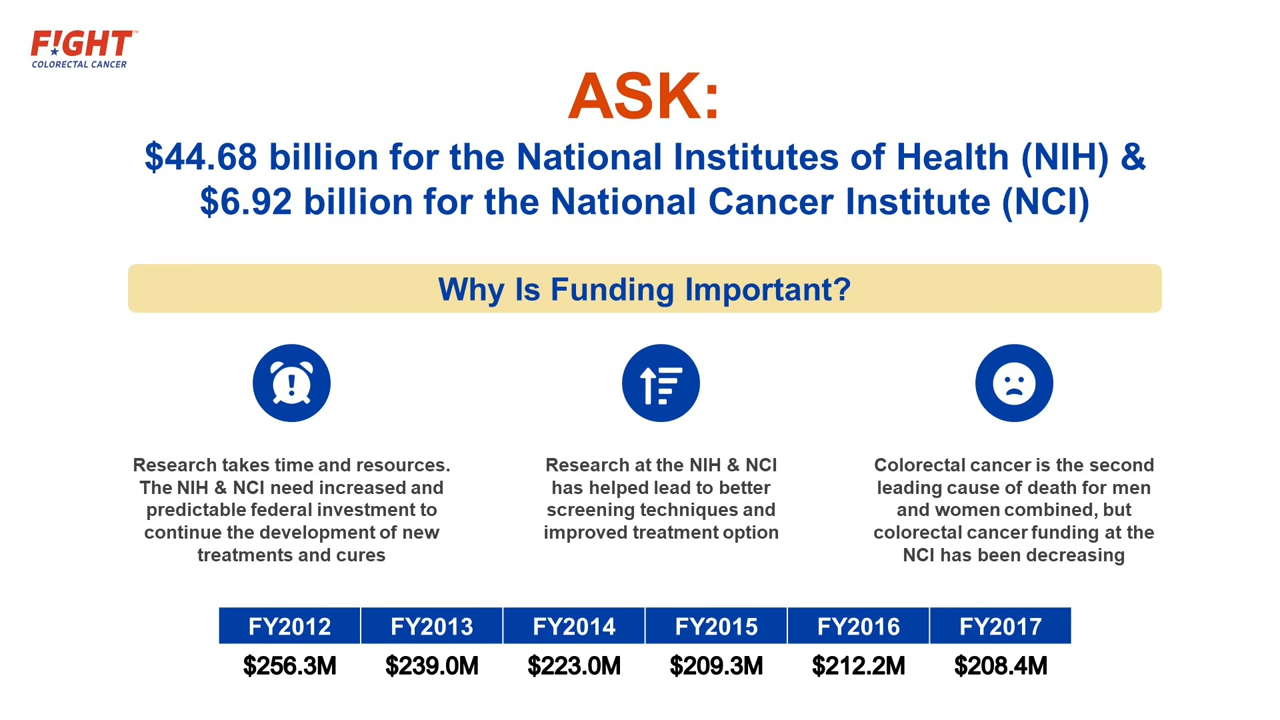 F!GHT™
COLORECTAL CANCER
ASK:
$44.68 billion for the National Institutes of Health (NIH) &
$6.92 billion for the National Cancer Institute (NCI)
Why Is Funding Important?
Research takes time and resources.
The NIH & NCI need increased and
predictable federal investment to
continue the development of new
treatments and cures
Research at the NIH & NCI
has helped lead to better
screening techniques and
improved treatment option
Colorectal cancer is the second
leading cause of death for men
and women combined, but
colorectal cancer funding at the
NCI has been decreasing
FY2012 FY2013 FY2014 FY2015 FY2016 FY2017
$256.3M $239.0M $223.0M $209.3M $212.2M $208.4M